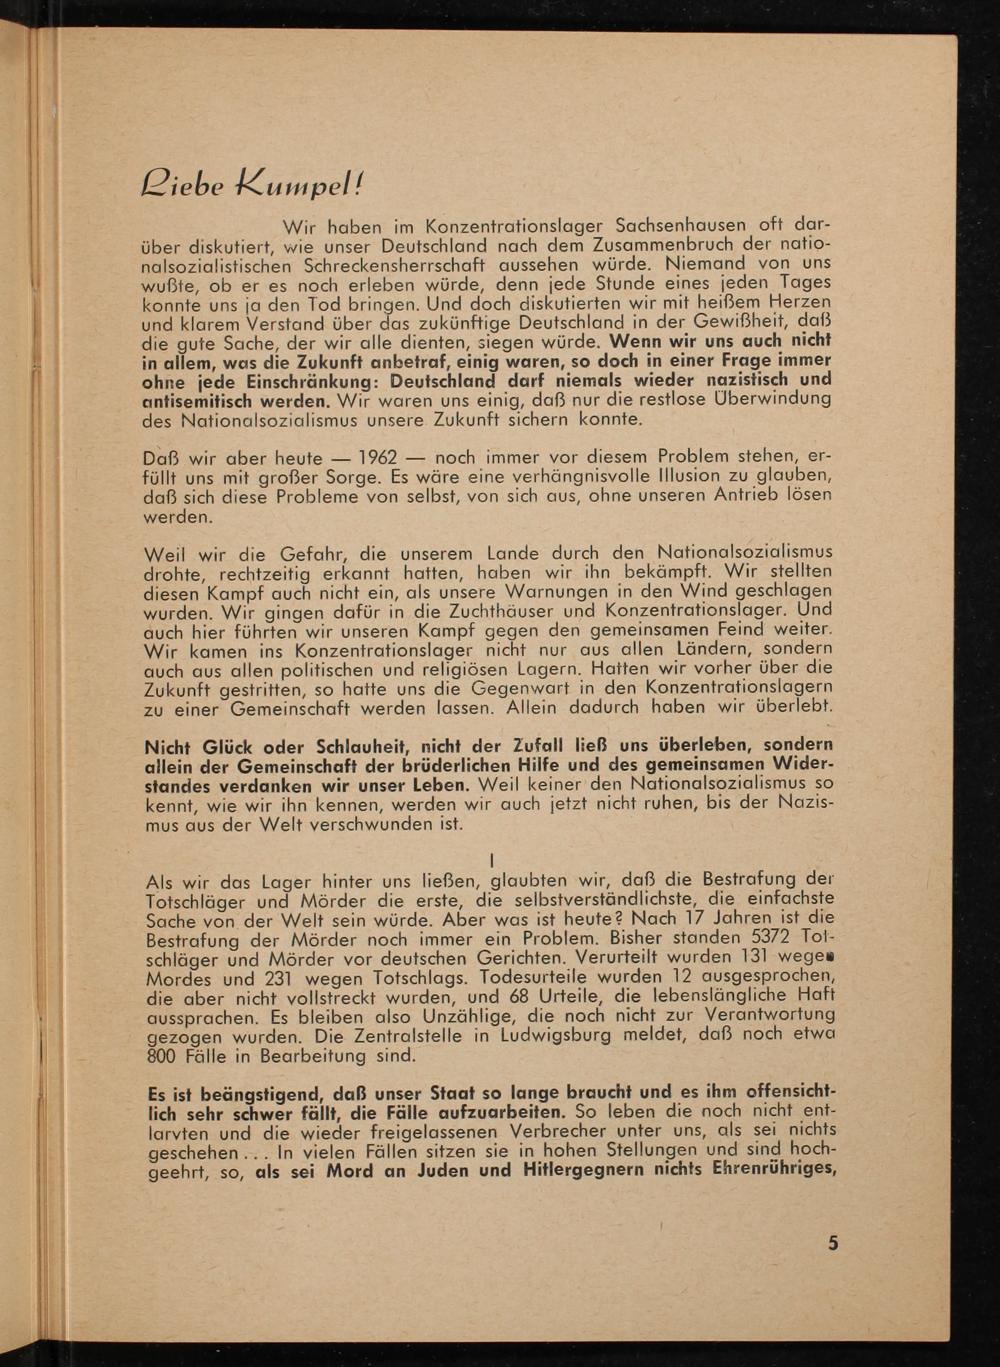 Liebe Kumpel!
Wir haben im Konzentrationslager Sachsenhausen oft dar-
über diskutiert, wie unser Deutschland nach dem Zusammenbruch der natio-
nalsozialistischen Schreckensherrschaft aussehen würde. Niemand von uns
wußte, ob er es noch erleben würde, denn jede Stunde eines jeden Tages
konnte uns ja den Tod bringen. Und doch diskutierten wir mit heißem Herzen
und klarem Verstand über das zukünftige Deutschland in der Gewißheit, daß
die gute Sache, der wir alle dienten, siegen würde. Wenn wir uns auch nicht
in allem, was die Zukunft anbetraf, einig waren, so doch in einer Frage immer
ohne jede Einschränkung: Deutschland darf niemals wieder nazistisch und
antisemitisch werden. Wir waren uns einig, daß nur die restlose Überwindung
des Nationalsozialismus unsere Zukunft sichern konnte.
Daß wir aber heute — 1962 — noch immer vor diesem Problem stehen, er-
füllt uns mit großer Sorge. Es wäre eine verhängnisvolle Illusion zu glauben,
daß sich diese Probleme von selbst, von sich aus, ohne unseren Antrieb lösen
werden.
Weil wir die Gefahr, die unserem Lande durch den Nationalsozialismus
drohte, rechtzeitig erkannt hatten, haben wir ihn bekämpft. Wir stellten
diesen Kampf auch nicht ein, als unsere Warnungen in den Wind geschlagen
wurden. Wir gingen dafür in die Zuchthäuser und Konzentrationslager. Und
auch hier führten wir unseren Kampf gegen den gemeinsamen Feind weiter.
Wir kamen ins Konzentrationslager nicht nur aus allen Ländern, sondern
auch aus allen politischen und religiösen Lagern. Hatten wir vorher über die
Zukunft gestritten, so hatte uns die Gegenwart in den Konzentrationslagern
zu einer Gemeinschaft werden lassen. Allein dadurch haben wir überlebt.
Nicht Glück oder Schlauheit, nicht der Zufall ließ uns überleben, sondern
allein der Gemeinschaft der brüderlichen Hilfe und des gemeinsamen Wider-
standes verdanken wir unser Leben. Weil keiner den Nationalsozialismus so
kennt, wie wir ihn kennen, werden wir auch jetzt nicht ruhen, bis der Nazis-
mus aus der Welt verschwunden ist.
I
Als wir das Lager hinter uns ließen, glaubten wir, daß die Bestrafung der
Totschläger und Mörder die erste, die selbstverständlichste, die einfachste
Sache von der Welt sein würde. Aber was ist heute? Nach 17 Jahren ist die
Bestrafung der Mörder noch immer ein Problem. Bisher standen 5372 Tot-
schläger und Mörder vor deutschen Gerichten. Verurteilt wurden 131 wegen
Mordes und 231 wegen Totschlags. Todesurteile wurden 12 ausgesprochen,
die aber nicht vollstreckt wurden, und 68 Urteile, die lebenslängliche Haft
aussprachen. Es bleiben also Unzählige, die noch nicht zur Verantwortung
gezogen wurden. Die Zentralstelle in Ludwigsburg meldet, daß noch etwa
800 Fälle in Bearbeitung sind.
Es ist beängstigend, daß unser Staat so lange braucht und es ihm offensicht-
lich sehr schwer fällt, die Fälle aufzuarbeiten. So leben die noch nicht ent-
larvten und die wieder freigelassenen Verbrecher unter uns, als sei nichts
geschehen . . . In vielen Fällen sitzen sie in hohen Stellungen und sind hoch-
geehrt, so, als sei Mord an Juden und Hitlergegnern nichts Ehrenrühriges,
5